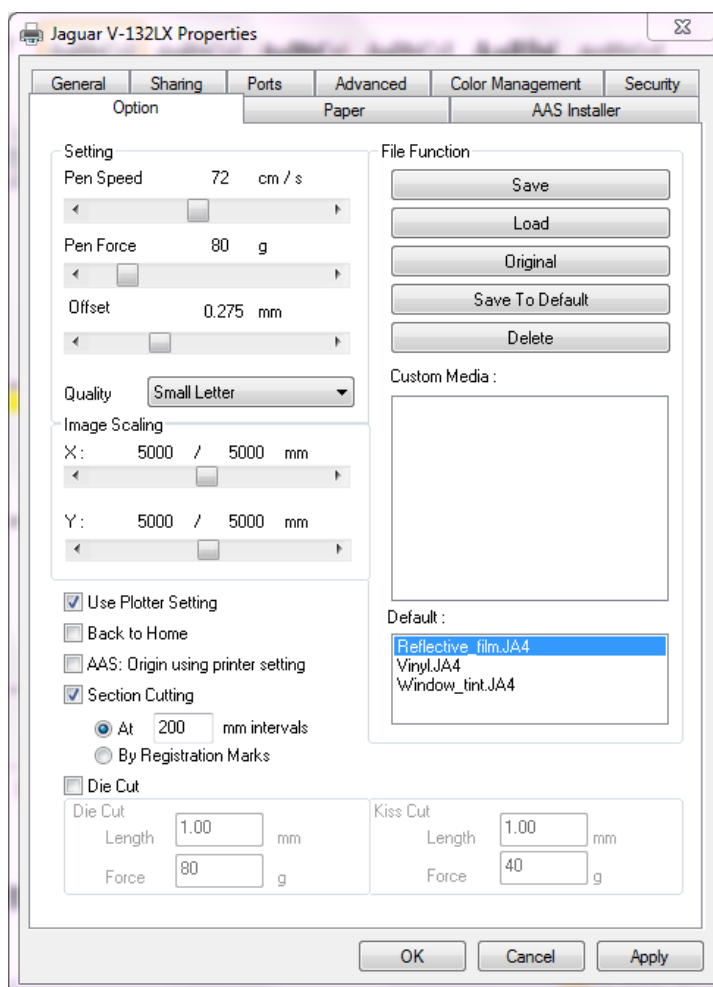 Jaguar V-132LX Properties
General Sharing Ports Advanced Color Management Security
Option Paper AAS Installer
Setting
Pen Speed 72 cm / s
Pen Force 80 g
Offset 0.275 mm
Quality Small Letter
Image Scaling
X : 5000 / 5000 mm
Y : 5000 / 5000 mm
Use Plotter Setting
Back to Home
AAS: Origin using printer setting
Section Cutting
At 200 mm intervals
By Registration Marks
File Function
Save
Load
Original
Save To Default
Delete
Custom Media :
Default :
Reflective_film.JA4
Vinyl.JA4
Window_tint.JA4
Die Cut
Die Cut
Length 1.00 mm
Force 80 g
Kiss Cut
Length 1.00 mm
Force 40 g
OK Cancel Apply